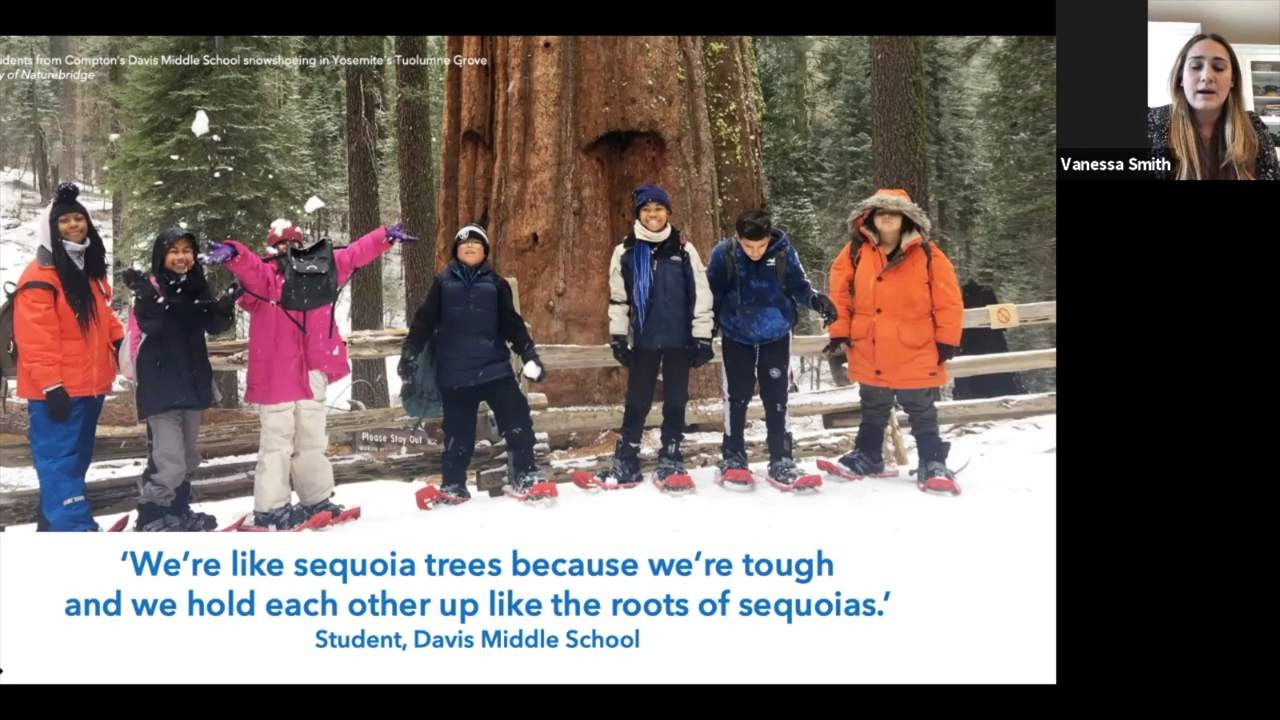 idents from Compton's Davis Middle School snowshoeing in Yosemite's Tuolumne Grove
y of Naturebridge
Vanessa Smith
Please Stay Out
'We're like sequoia trees because we're tough
and we hold each other up like the roots of sequoias.'
Student, Davis Middle School